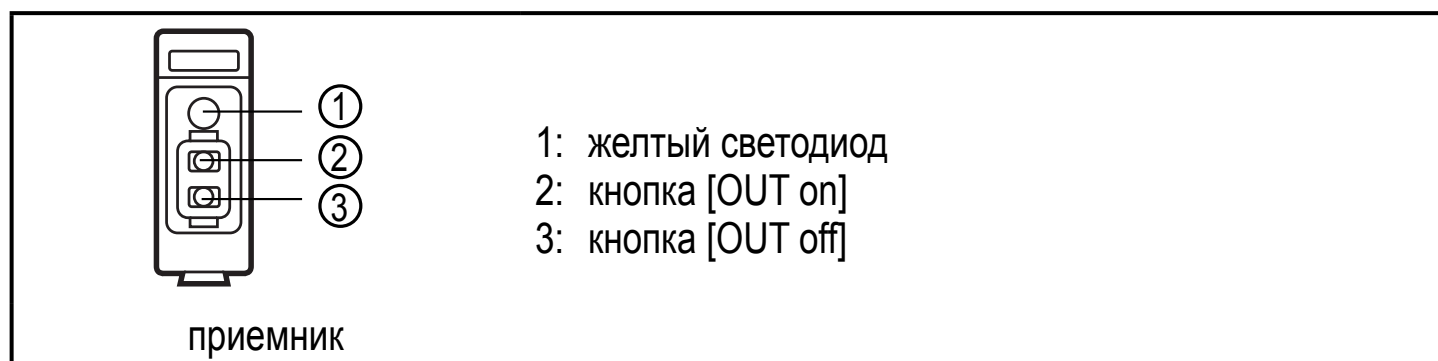 ①
②
③
1: желтый светодиод
2: кнопка [OUT on]
3: кнопка [OUT off]
приемник